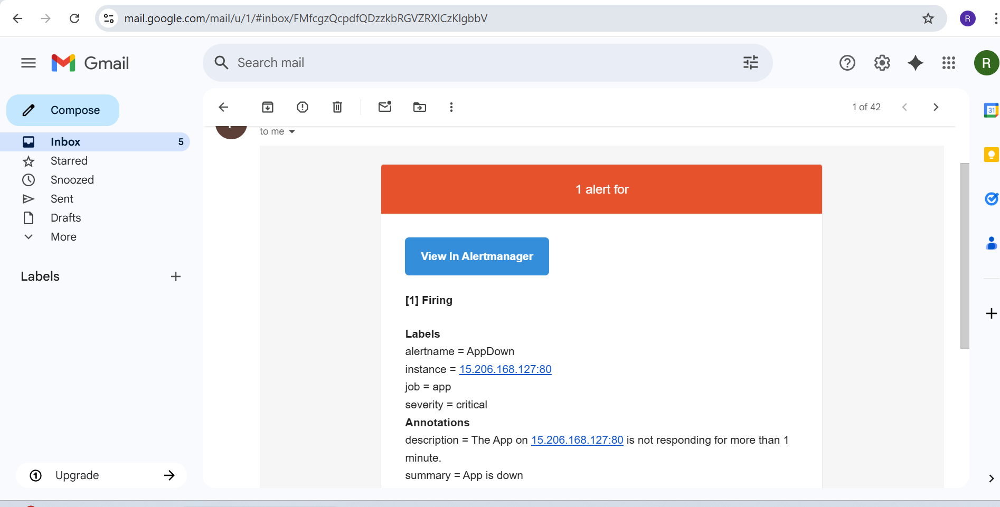 mail.google.com/mail/u/1/#inbox/FMfcgzQcpdfQDzzkbRGVZRXlCzKlgbbV
R
Gmail
Search mail
R
Compose
1 of 42
31
to me
Inbox 5
Starred
Snoozed
Sent
Drafts
More
Labels
Upgrade
1 alert for
View In Alertmanager
[1] Firing
Labels
alertname = AppDown
instance = 15.206.168.127:80
job = app
severity = critical
Annotations
description = The App on 15.206.168.127:80 is not responding for more than 1
minute.
summary = App is down